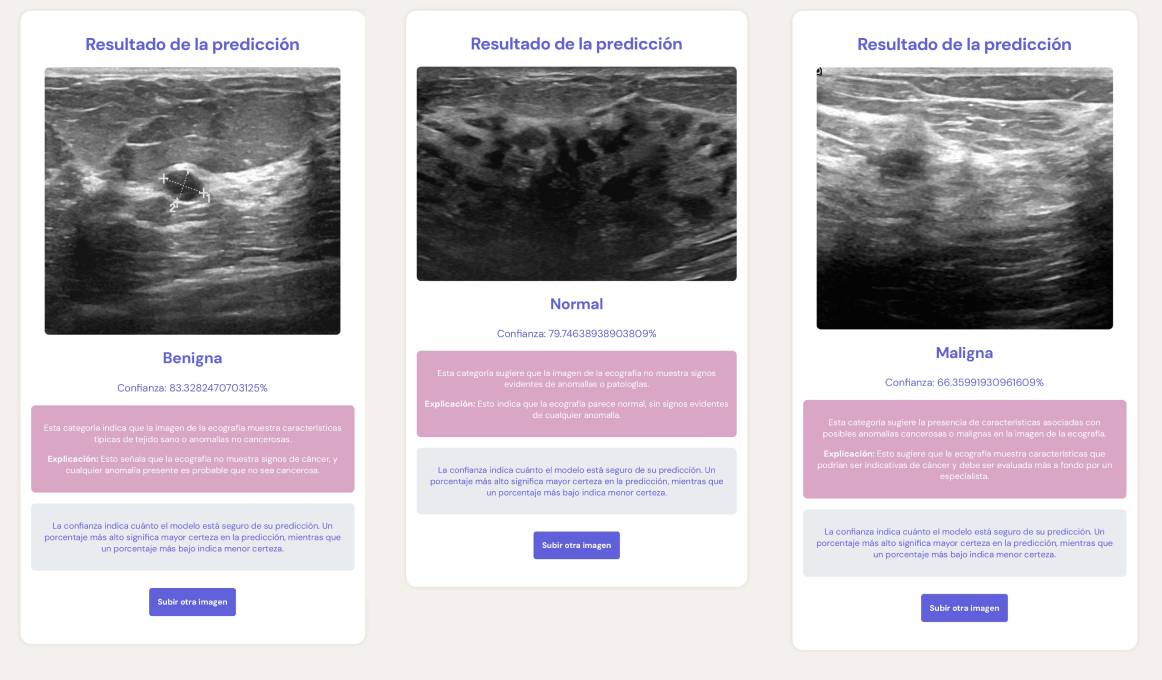 Resultado de la predicción
1
2
Benigna
Confianza: 83.3282470703125%
Esta categoría indica que la imagen de la ecografía muestra características
típicas de tejido sano o anomalías no cancerosas.
Explicación: Esto señala que la ecografía no muestra signos de cáncer, y
cualquier anomalía presente es probable que no sea cancerosa.
La confianza indica cuánto el modelo está seguro de su predicción. Un
porcentaje más alto significa mayor certeza en la predicción, mientras que
un porcentaje más bajo indica menor certeza.
Subir otra imagen
Resultado de la predicción
Normal
Confianza: 79.7463893890380​9%
Esta categoría sugiere que la imagen de la ecografía no muestra signos
evidentes de anomalías o patologías.
Explicación: Esto indica que la ecografía parece normal, sin signos evidentes
de cualquier anomalía.
La confianza indica cuánto el modelo está seguro de su predicción. Un
porcentaje más alto significa mayor certeza en la predicción, mientras que
un porcentaje más bajo indica menor certeza.
Subir otra imagen
Resultado de la predicción
Maligna
Confianza: 66.35991930961609%
Esta categoría sugiere la presencia de características asociadas con
posibles anomalías cancerosas o malignas en la imagen de la ecografía.
Explicación: Esto sugiere que la ecografía muestra características que
podrían ser indicativas de cáncer y debe ser evaluada más a fondo por un
especialista.
La confianza indica cuánto el modelo está seguro de su predicción. Un
porcentaje más alto significa mayor certeza en la predicción, mientras que
un porcentaje más bajo indica menor certeza.
Subir otra imagen